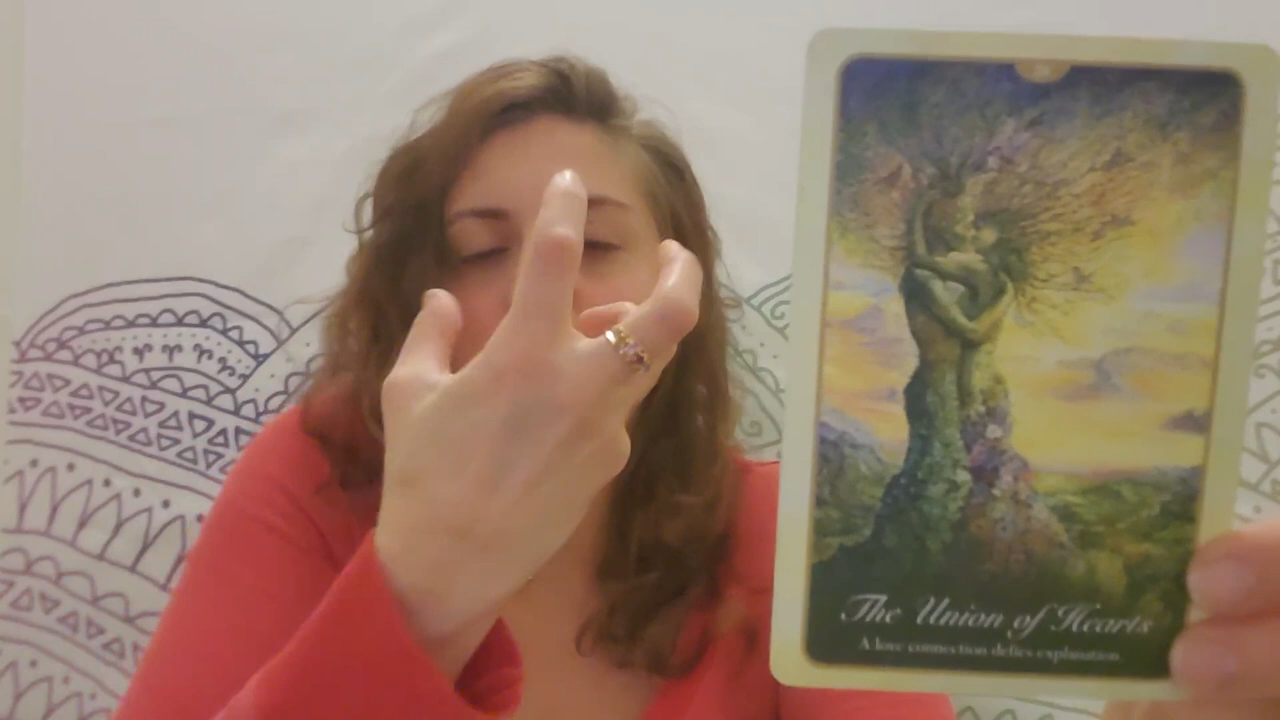 The Union of Hearts
A love connection defies explanation.